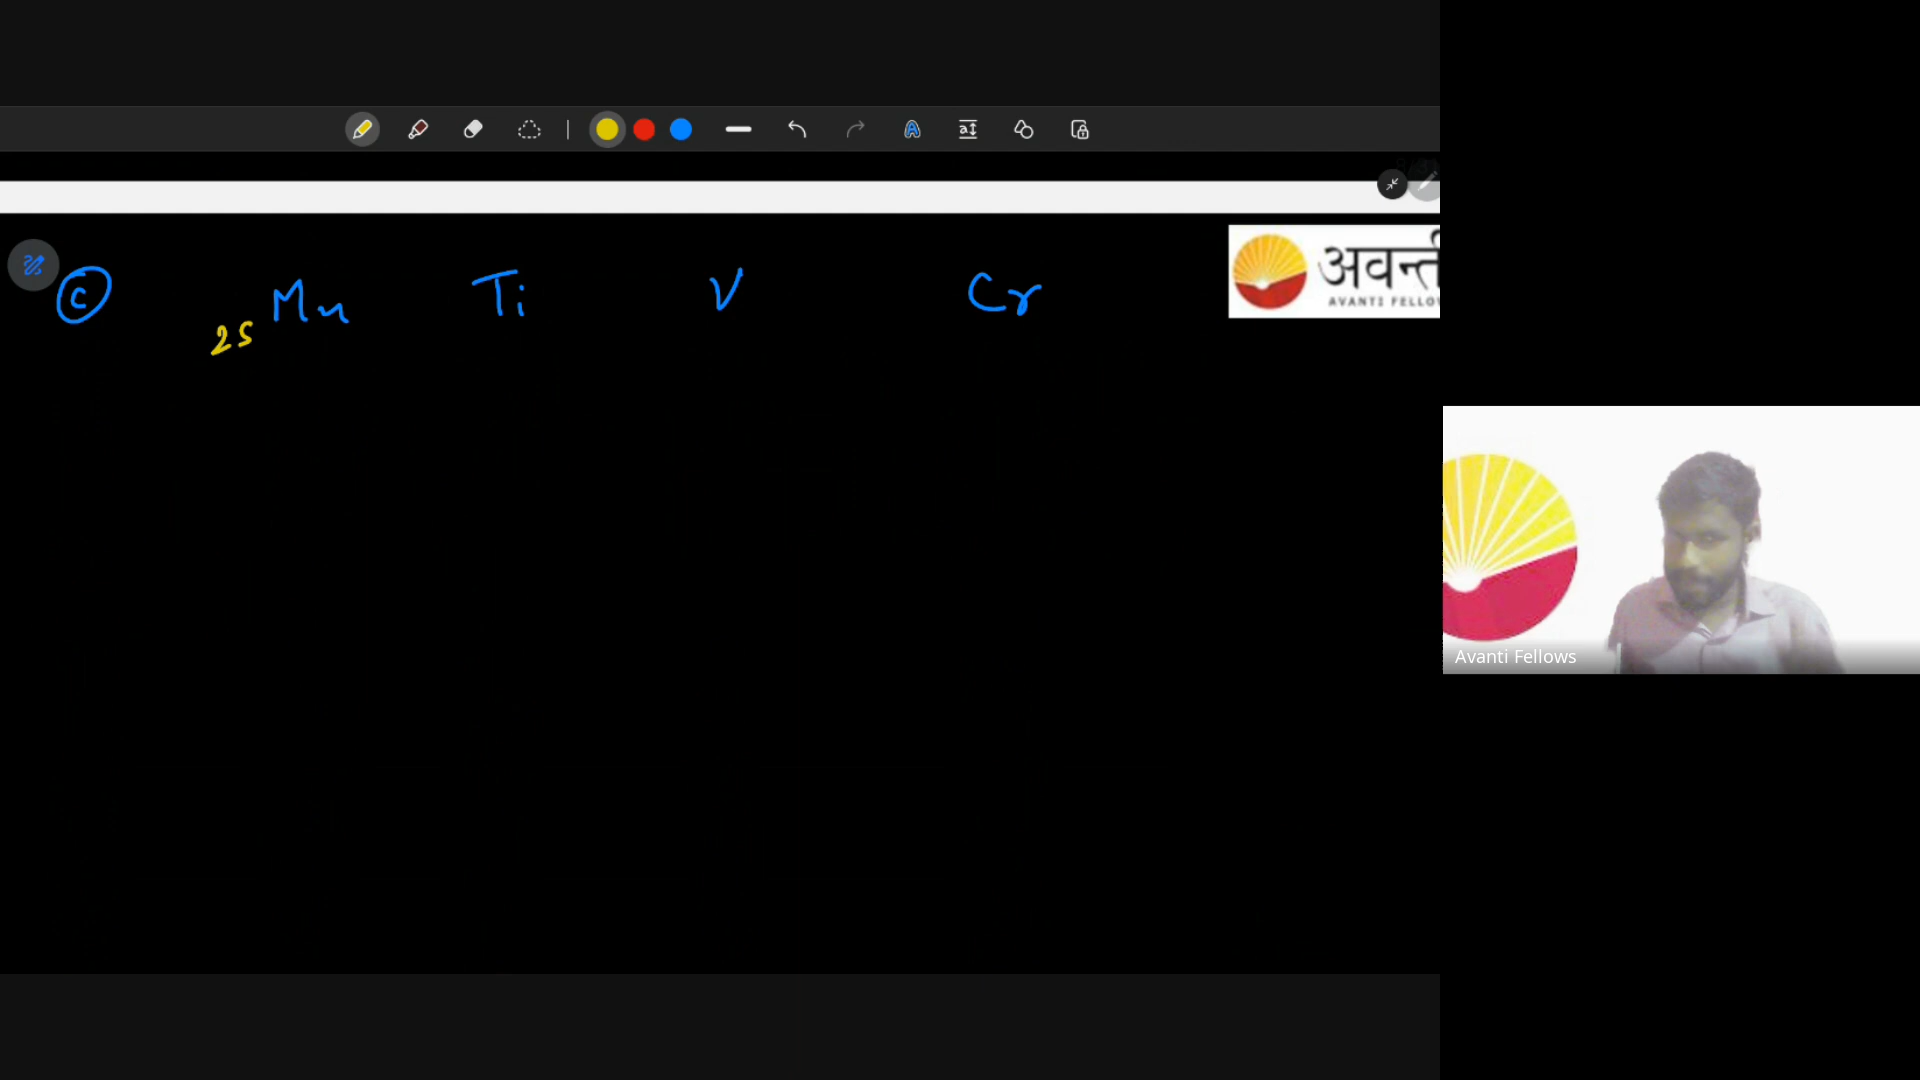 © Mn Ti V Cr
25
अवन्ती
AVANTI FELLO
Avanti Fellows